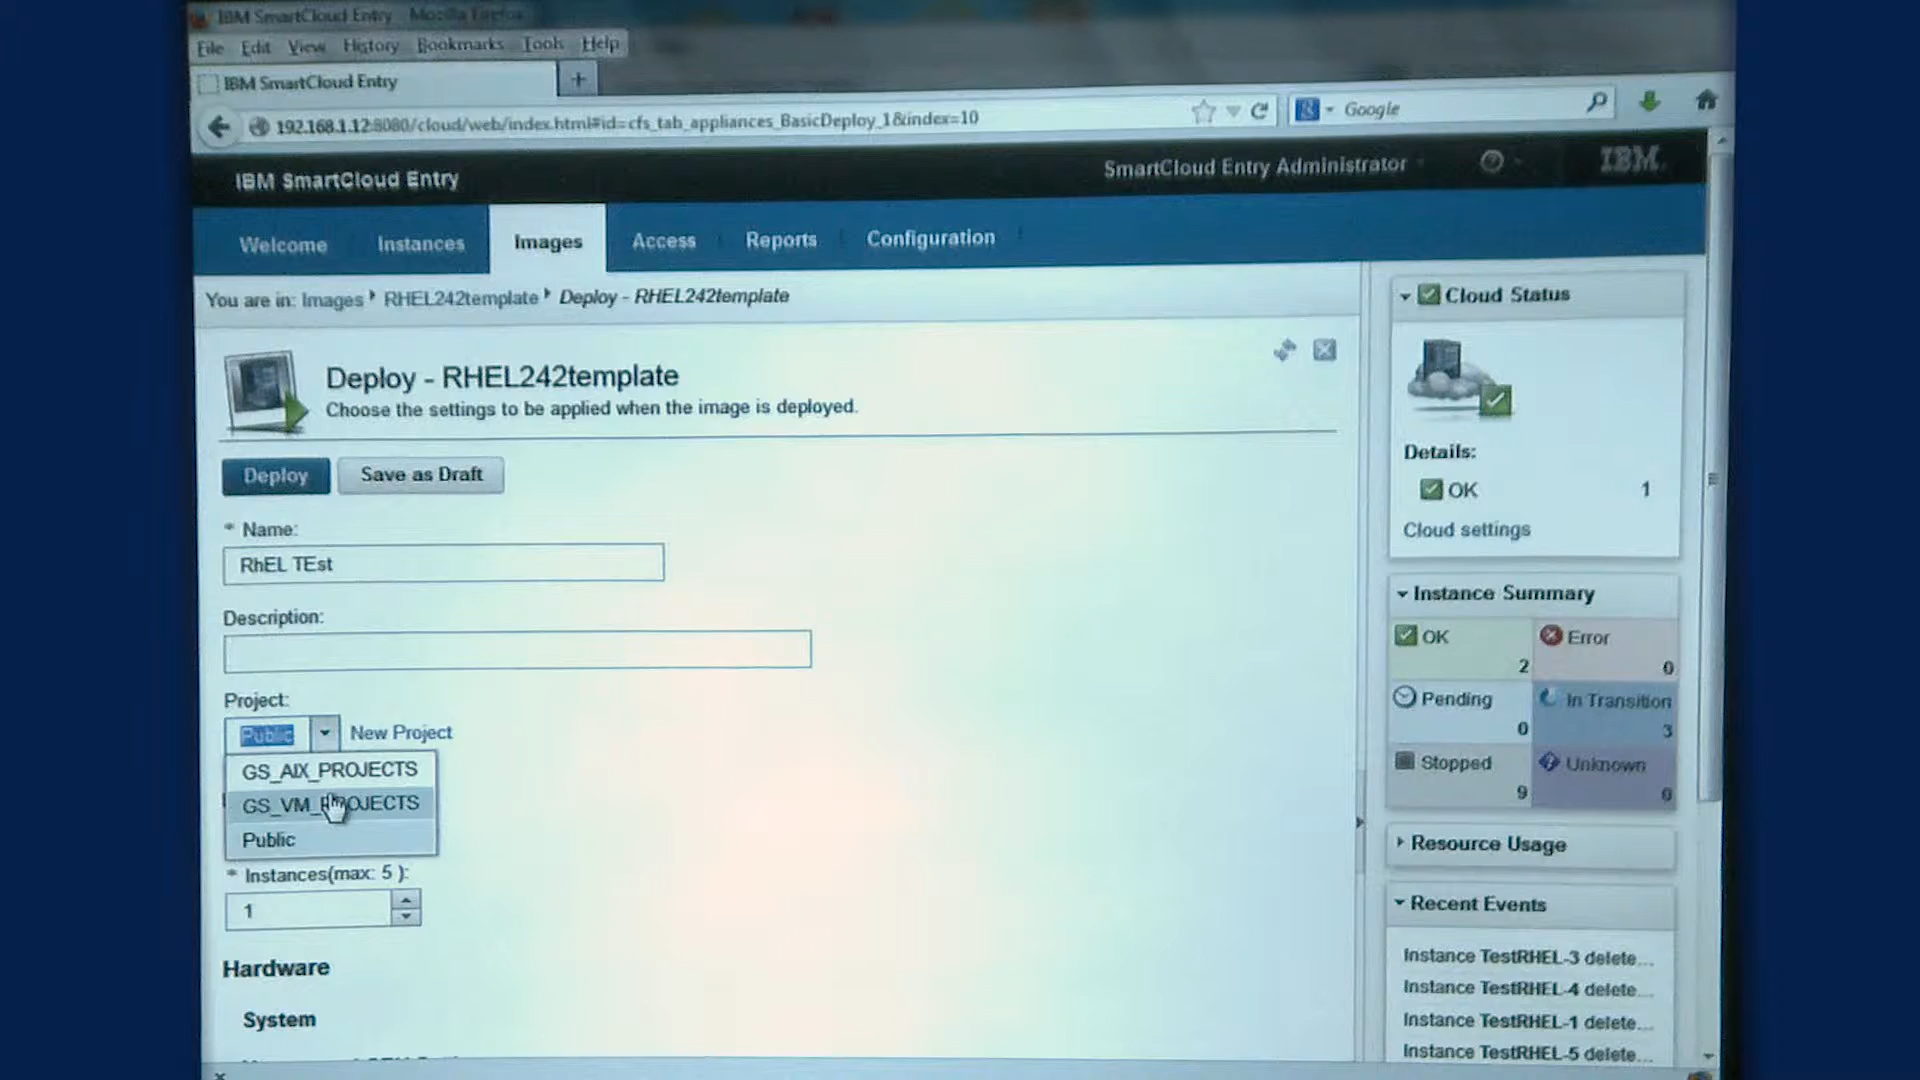 IBM SmartCloud Entry - Mozilla Firefox
File Edit View History Bookmarks Tools Help
IBM SmartCloud Entry +
192.168.1.12:8080/cloud/web/index.html#id=cfs_tab_appliances_BasicDeploy_1&index=10
Google
IBM SmartCloud Entry
SmartCloud Entry Administrator
IBM
Welcome Instances Images Access Reports Configuration
You are in: Images RHEL242template Deploy - RHEL242template
Deploy - RHEL242template
Choose the settings to be applied when the image is deployed.
Deploy Save as Draft
* Name:
RhEL TEst
Description:
Project:
Public New Project
GS_AIX_PROJECTS
GS_VM_PROJECTS
Public
* Instances(max: 5 ):
1
Hardware
System
Cloud Status
Details:
OK 1
Cloud settings
Instance Summary
OK 2
Error 0
Pending 0
In Transition 3
Stopped 9
Unknown 0
Resource Usage
Recent Events
Instance TestRHEL-3 delete...
Instance TestRHEL-4 delete...
Instance TestRHEL-1 delete...
Instance TestRHEL-5 delete...